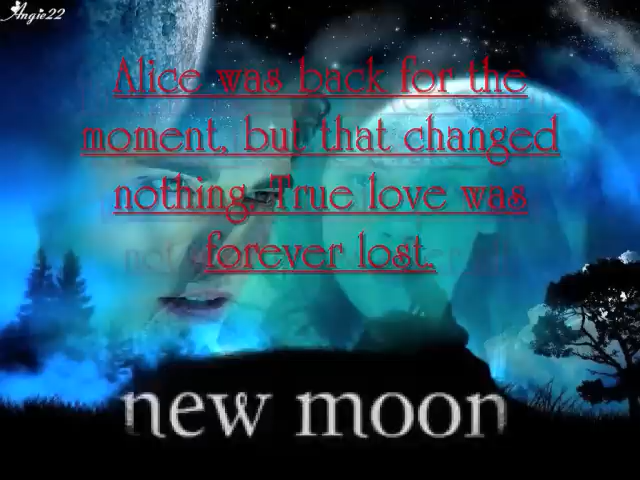 Angie22
Alice was back for the
moment, but that changed
nothing. True love was
forever lost.
new moon